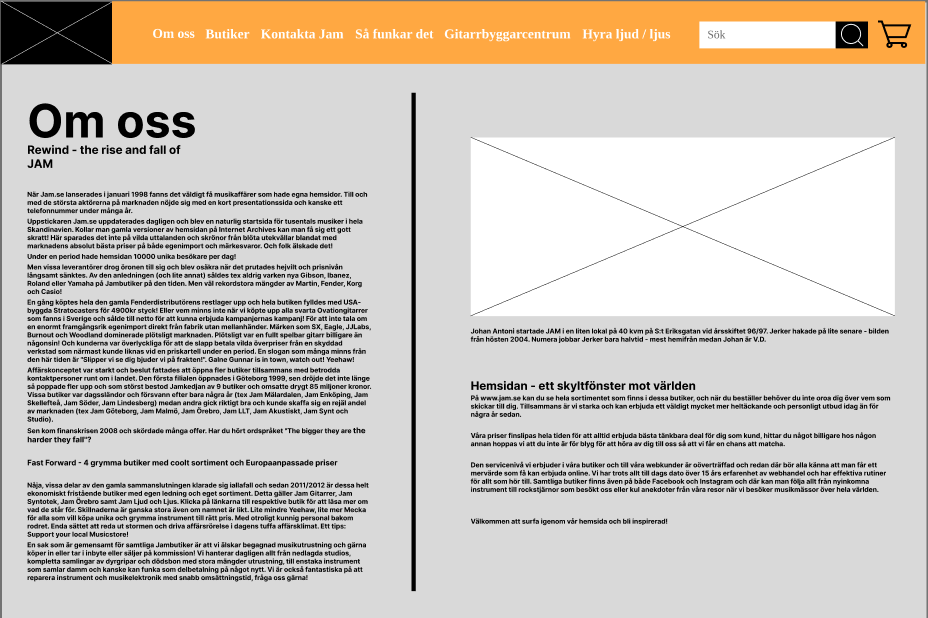 Om oss Butiker Kontakta Jam Så funkar det Gitarrbyggarcentrum Hyra ljud / ljus Sök
Om oss
Rewind - the rise and fall of
JAM
När Jam.se lanserades i januari 1998 fanns det väldigt få musikaffärer som hade egna hemsidor. Till och
med de största aktörerna på marknaden nöjde sig med en kort presentationssida och kanske ett
telefonnummer under många år.
Uppstickaren Jam.se uppdaterades dagligen och blev en naturlig startsida för tusentals musiker i hela
Skandinavien. Kollar man gamla versioner av hemsidan på Internet Archives kan man få sig ett gott
skratt! Här sparades det inte på vilda uttalanden och skrönor från blöta utekvällar blandat med
marknadens absolut bästa priser på både egenimport och märkesvaror. Och folk älskade det!
Under en period hade hemsidan 10000 unika besökare per dag!
Men vissa leverantörer drog öronen till sig och blev osäkra när det prutades hejvilt och prisnivån
långsamt sänktes. Av den anledningen (och lite annat) såldes tex aldrig varken nya Gibson, Ibanez,
Roland eller Yamaha på Jambutiker på den tiden. Men väl rekordstora mängder av Martin, Fender, Korg
och Casio!
En gång köptes hela den gamla Fenderdistributörens restlager upp och hela butiken fylldes med USA-
byggda Stratocasters för 4900kr styck! Eller vem minns inte när vi köpte upp alla svarta Ovationgitarrer
som fanns i Sverige och sålde till netto för att kunna erbjuda kampanjernas kampanj! För att inte tala om
en enormt framgångsrik egenimport direkt från fabrik utan mellanhänder. Märken som SX, Eagle, JJLabs,
Burnout och Woodland dominerade plötsligt marknaden. Plötsligt var en fullt spelbar gitarr billigare än
någonsin! Och kunderna var överlyckliga för att de slapp betala vilda överpriser från en skyddad
verkstad som närmast kunde liknas vid en priskartell under en period. En slogan som många minns från
den här tiden är "Slipper vi se dig bjuder vi på frakten!". Galne Gunnar is in town, watch out! Yeehaw!
Affärskonceptet var starkt och beslut fattades att öppna fler butiker tillsammans med betrodda
kontaktpersoner runt om i landet. Den första filialen öppnades i Göteborg 1999, sen dröjde det inte länge
så poppade fler upp och som störst bestod Jamkedjan av 9 butiker och omsatte drygt 85 miljoner kronor.
Vissa butiker var dagssländor och försvann efter bara några år (tex Jam Mälardalen, Jam Enköping, Jam
Skellefteå, Jam Söder, Jam Lindesberg) medan andra gick riktigt bra och kunde skaffa sig en rejäl andel
av marknaden (tex Jam Göteborg, Jam Malmö, Jam Örebro, Jam LLT, Jam Akustiskt, Jam Synt och
Studio).
Sen kom finanskrisen 2008 och skördade många offer. Har du hört ordspråket "The bigger they are the
harder they fall"?
Fast Forward - 4 grymma butiker med coolt sortiment och Europaanpassade priser
Nåja, vissa delar av den gamla sammanslutningen klarade sig iallafall och sedan 2011/2012 är dessa helt
ekonomiskt fristående butiker med egen ledning och eget sortiment. Detta gäller Jam Gitarrer, Jam
Syntotek, Jam Örebro samt Jam Ljud och Ljus. Klicka på länkarna till respektive butik för att läsa mer om
vad de står för. Skillnaderna är ganska stora även om namnet är likt. Lite mindre Yeehaw, lite mer Mecka
för alla som vill köpa unika och grymma instrument till rätt pris. Med otroligt kunnig personal bakom
rodret. Enda sättet att reda ut stormen och driva affärsrörelse i dagens tuffa affärsklimat. Ett tips:
Support your local Musicstore!
En sak som är gemensamt för samtliga Jambutiker är att vi älskar begagnad musikutrustning och gärna
köper in eller tar i inbyte eller säljer på kommission! Vi hanterar dagligen allt från nedlagda studios,
kompletta samlingar av dyrgripar och dödsbon med stora mängder utrustning, till enstaka instrument
som samlar damm och kanske kan funka som delbetalning på något nytt. Vi är också fantastiska på att
reparera instrument och musikelektronik med snabb omsättningstid, fråga oss gärna!
Johan Antoni startade JAM i en liten lokal på 40 kvm på S:t Eriksgatan vid årsskiftet 96/97. Jerker hakade på lite senare - bilden
från hösten 2004. Numera jobbar Jerker bara halvtid - mest hemifrån medan Johan är V.D.
Hemsidan - ett skyltfönster mot världen
På www.jam.se kan du se hela sortimentet som finns i dessa butiker, och när du beställer behöver du inte oroa dig över vem som
skickar till dig. Tillsammans är vi starka och kan erbjuda ett väldigt mycket mer heltäckande och personligt utbud idag än för
några år sedan.
Våra priser finslipas hela tiden för att alltid erbjuda bästa tänkbara deal för dig som kund, hittar du något billigare hos någon
annan hoppas vi att du inte är för blyg för att höra av dig till oss så att vi får en chans att matcha.
Den servicenivå vi erbjuder i våra butiker och till våra webkunder är oöverträffad och redan där bör alla känna att man får ett
mervärde som få kan erbjuda online. Vi har trots allt till dags dato över 15 års erfarenhet av webhandel och har effektiva rutiner
för allt som hör till. Samtliga butiker finns även på både Facebook och Instagram och där kan man följa allt från nyinkomna
instrument till rockstjärnor som besökt oss eller kul anekdoter från våra resor när vi besöker musikmässor över hela världen.
Välkommen att surfa igenom vår hemsida och bli inspirerad!